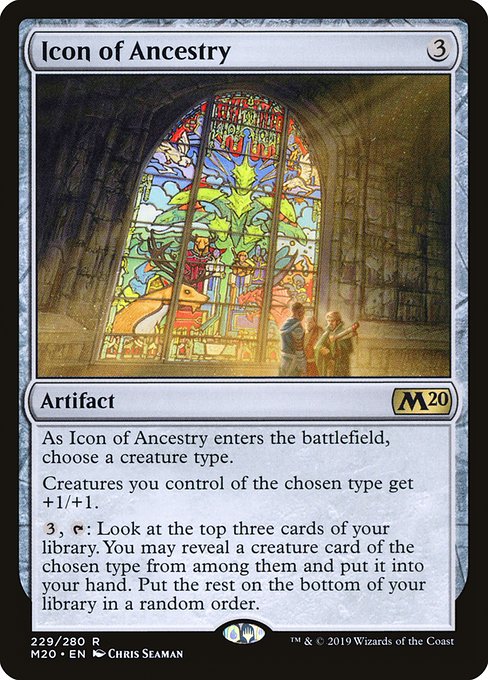 Icon of Ancestry 3
Artifact M20
As Icon of Ancestry enters the battlefield,
choose a creature type.
Creatures you control of the chosen type get
+1/+1.
3, : Look at the top three cards of your
library. You may reveal a creature card of the
chosen type from among them and put it into
your hand. Put the rest on the bottom of your
library in a random order.
229/280 R
M20 • EN Chris Seaman
™ & © 2019 Wizards of the Coast